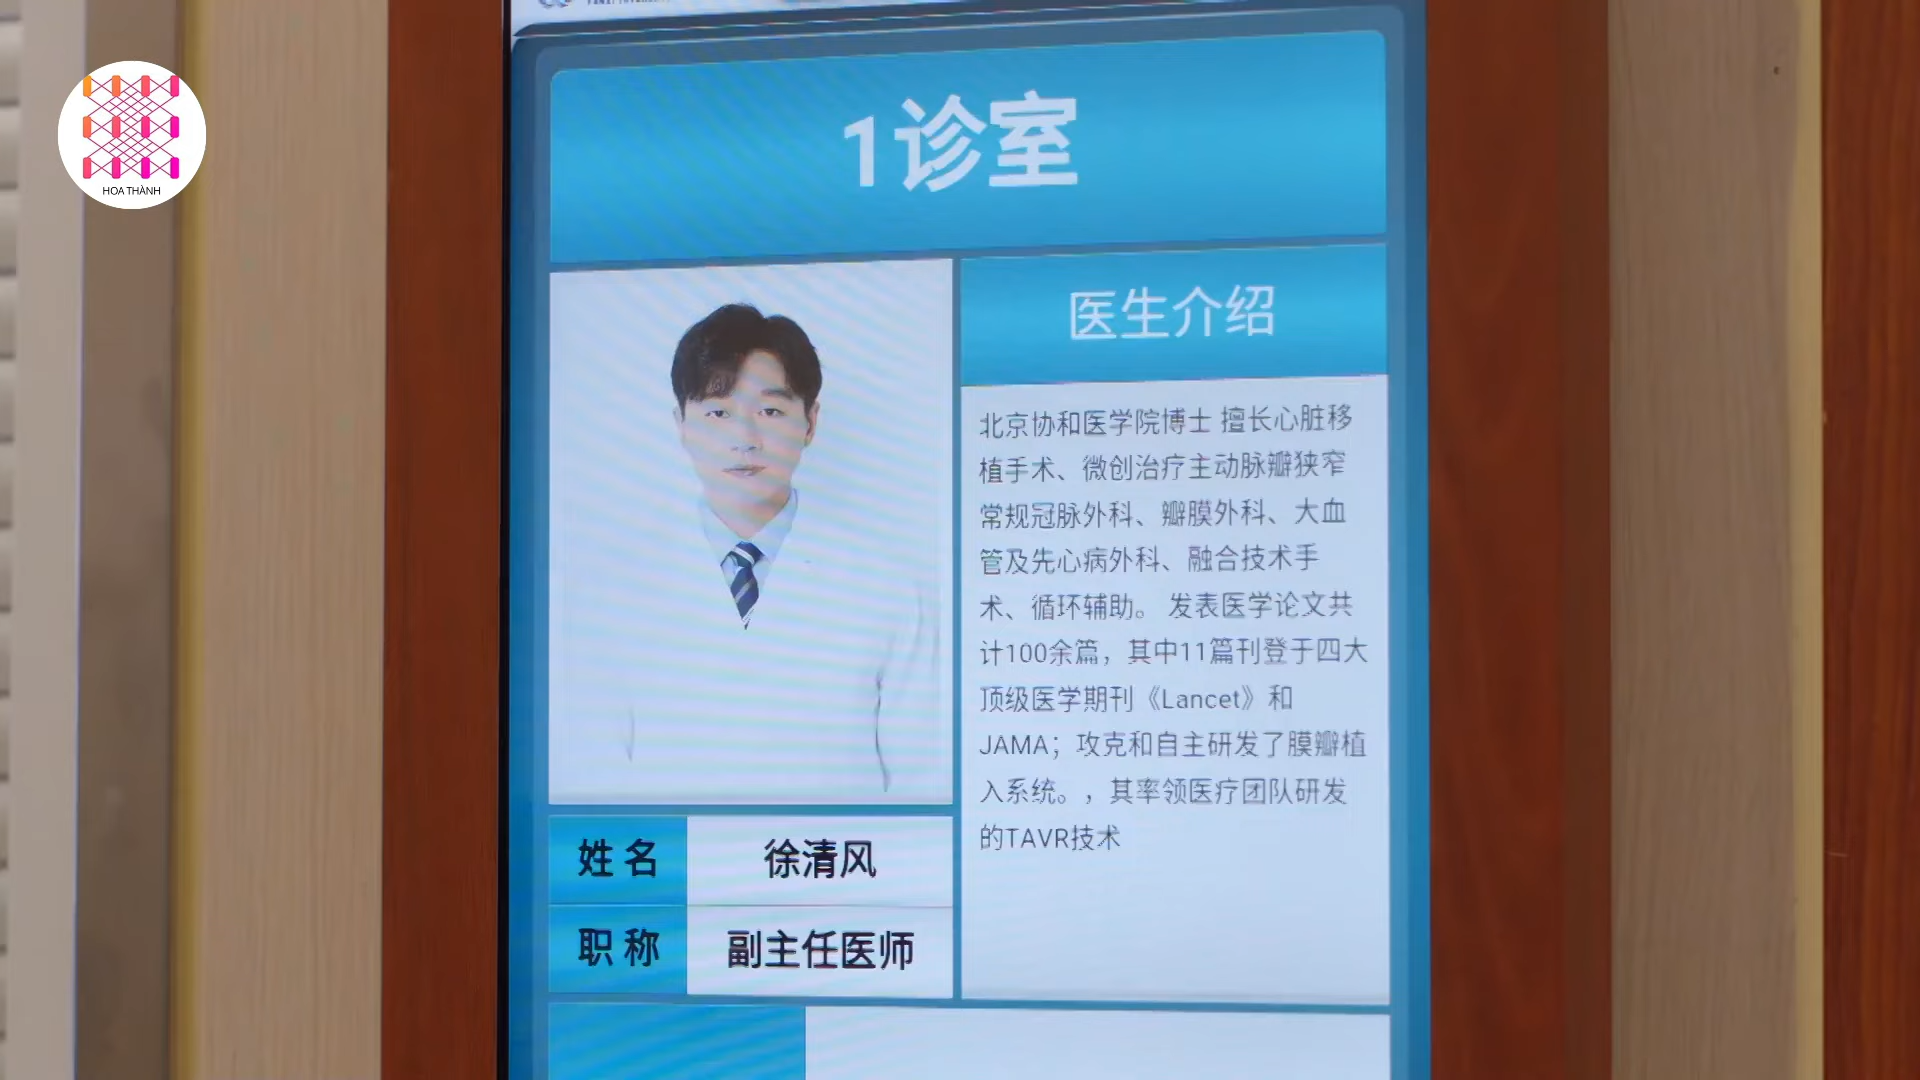 HOA THÀNH
1诊室
医生介绍
北京协和医学院博士 擅长心脏移
植手术、微创治疗主动脉瓣狭窄
常规冠脉外科、瓣膜外科、大血
管及先心病外科、融合技术手
术、循环辅助。 发表医学论文共
计100余篇，其中11篇刊登于四大
顶级医学期刊《Lancet》和
JAMA；攻克和自主研发了膜瓣植
入系统。，其率领医疗团队研发
的TAVR技术
姓 名 徐清风
职 称 副主任医师